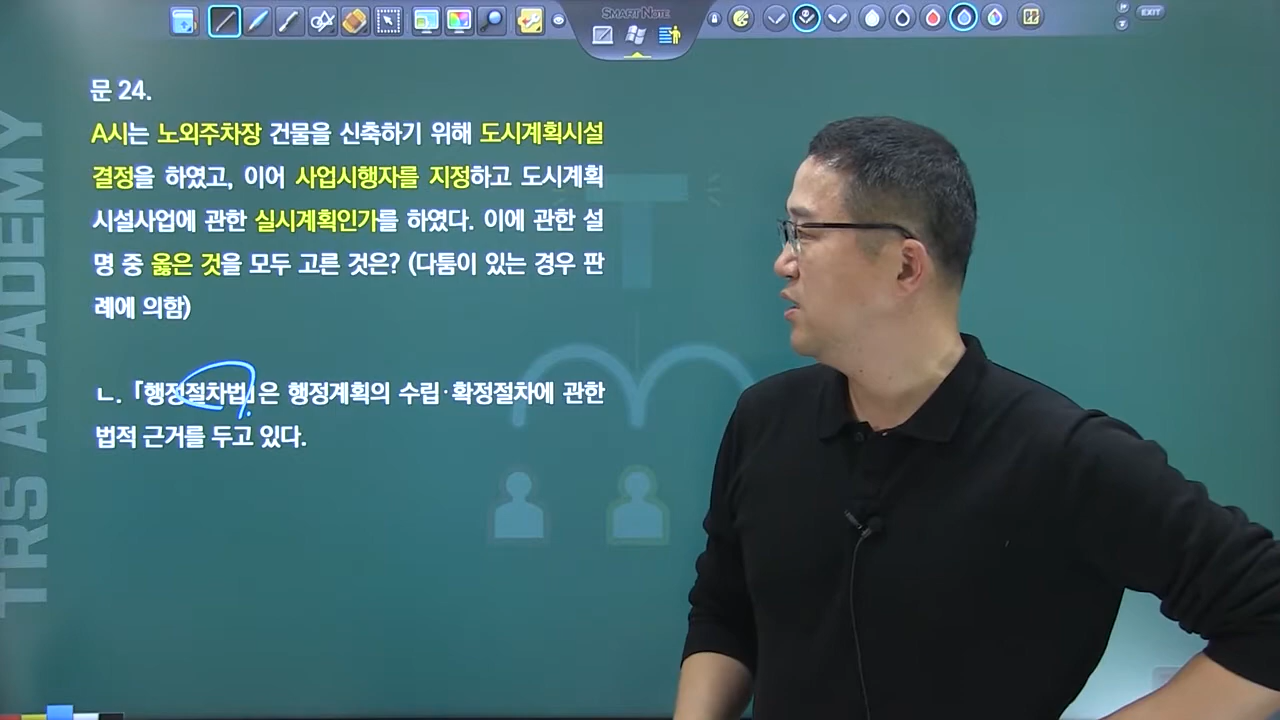 SMARTNOTE
EXIT
TRS ACADEMY
문 24.
A시는 노외주차장 건물을 신축하기 위해 도시계획시설
결정을 하였고, 이어 사업시행자를 지정하고 도시계획
시설사업에 관한 실시계획인가를 하였다. 이에 관한 설
명 중 옳은 것을 모두 고른 것은? (다툼이 있는 경우 판
례에 의함)
ㄴ. 「행정절차법」은 행정계획의 수립·확정절차에 관한
법적 근거를 두고 있다.